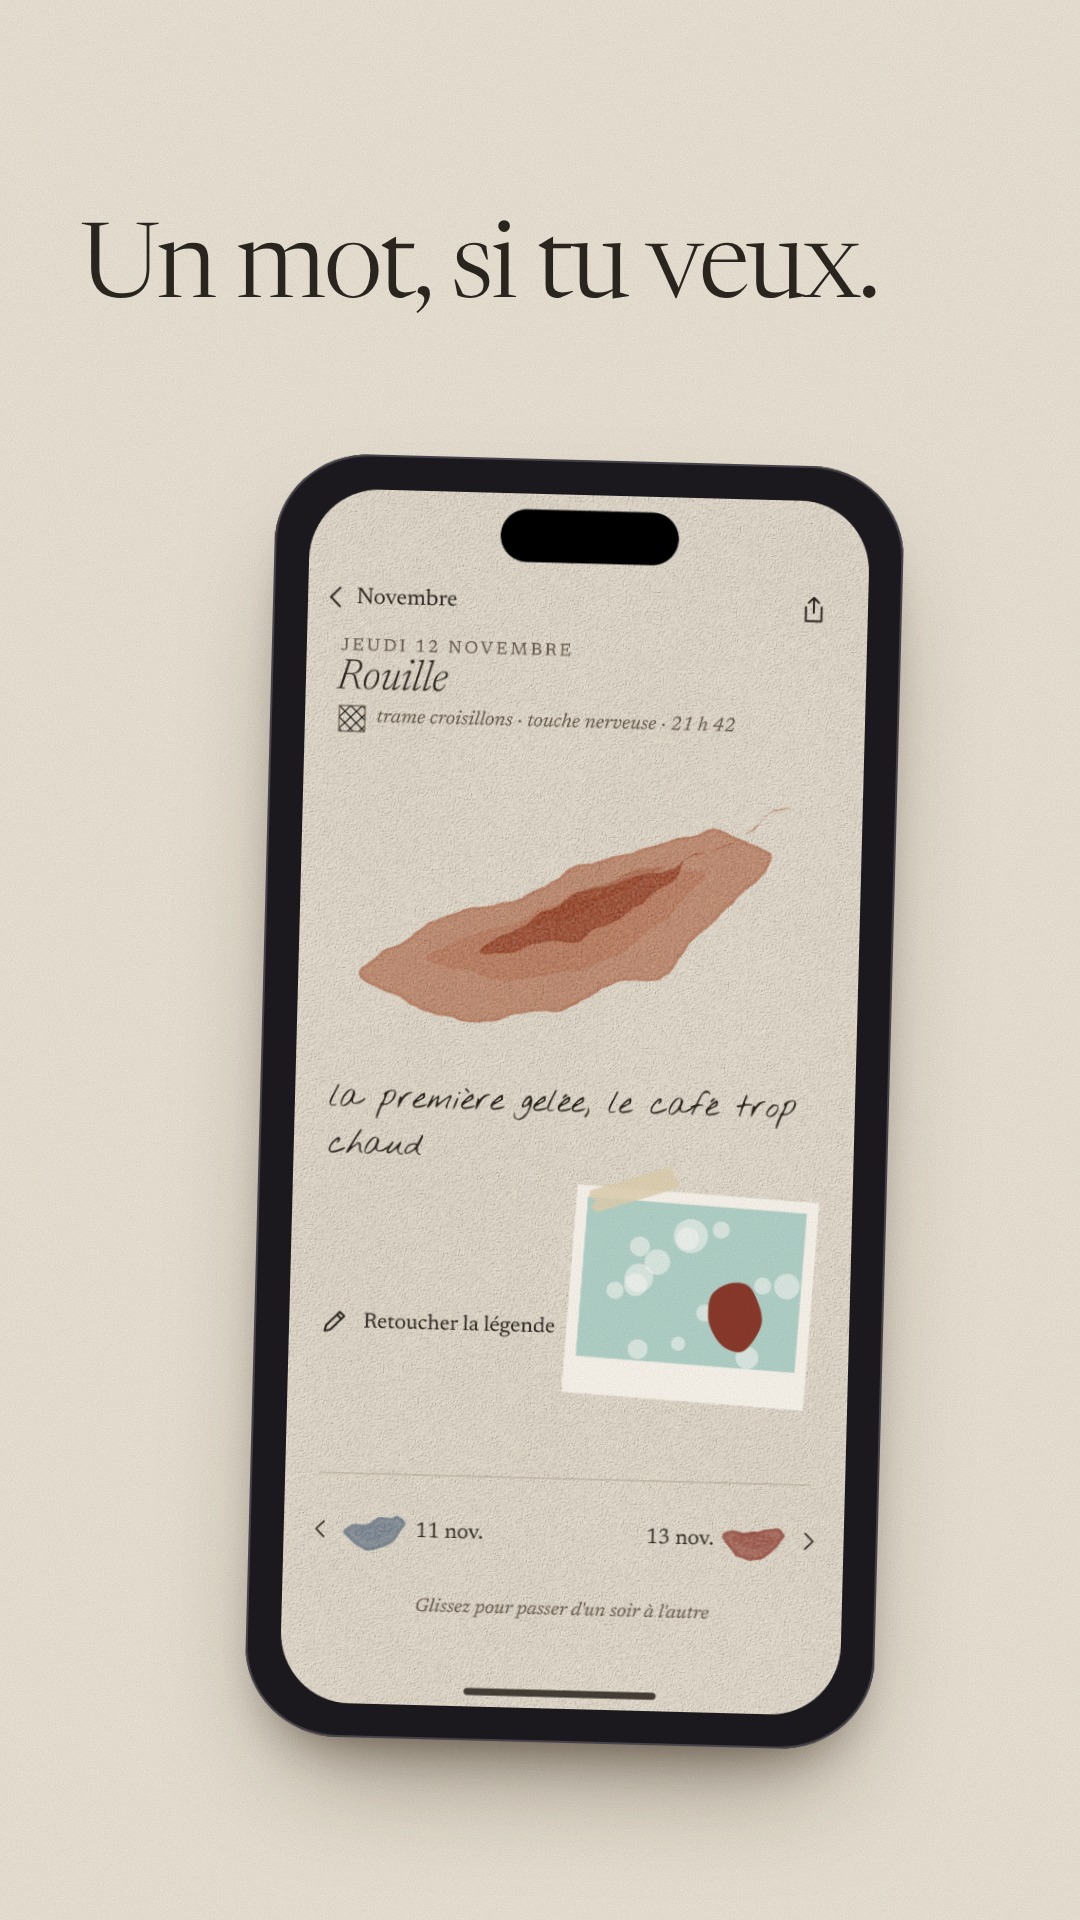 Un mot, si tu veux.
Novembre
JEUDI 12 NOVEMBRE
Rouille
trame croisillons · touche nerveuse · 21 h 42
la première gelée, le café trop
chaud
Retoucher la légende
11 nov.
13 nov.
Glissez pour passer d'un soir à l'autre